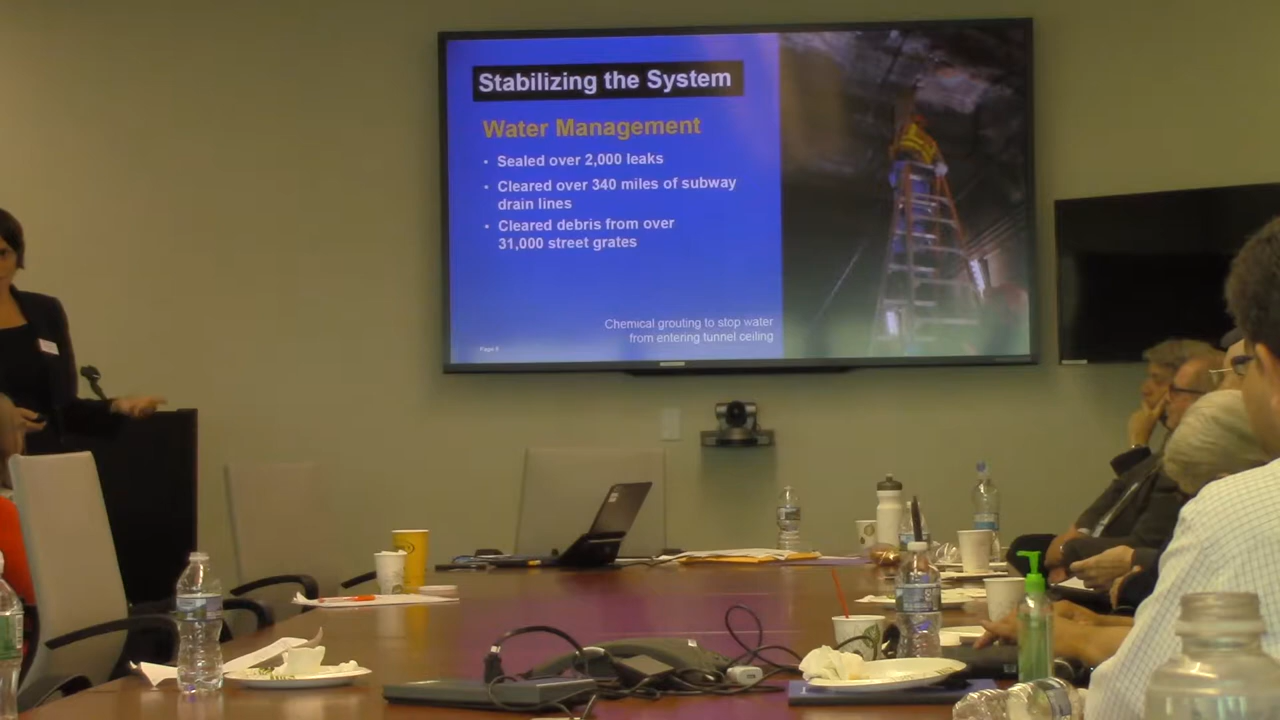 Stabilizing the System
Water Management
• Sealed over 2,000 leaks
• Cleared over 340 miles of subway
drain lines
• Cleared debris from over
31,000 street grates
Chemical grouting to stop water
from entering tunnel ceiling